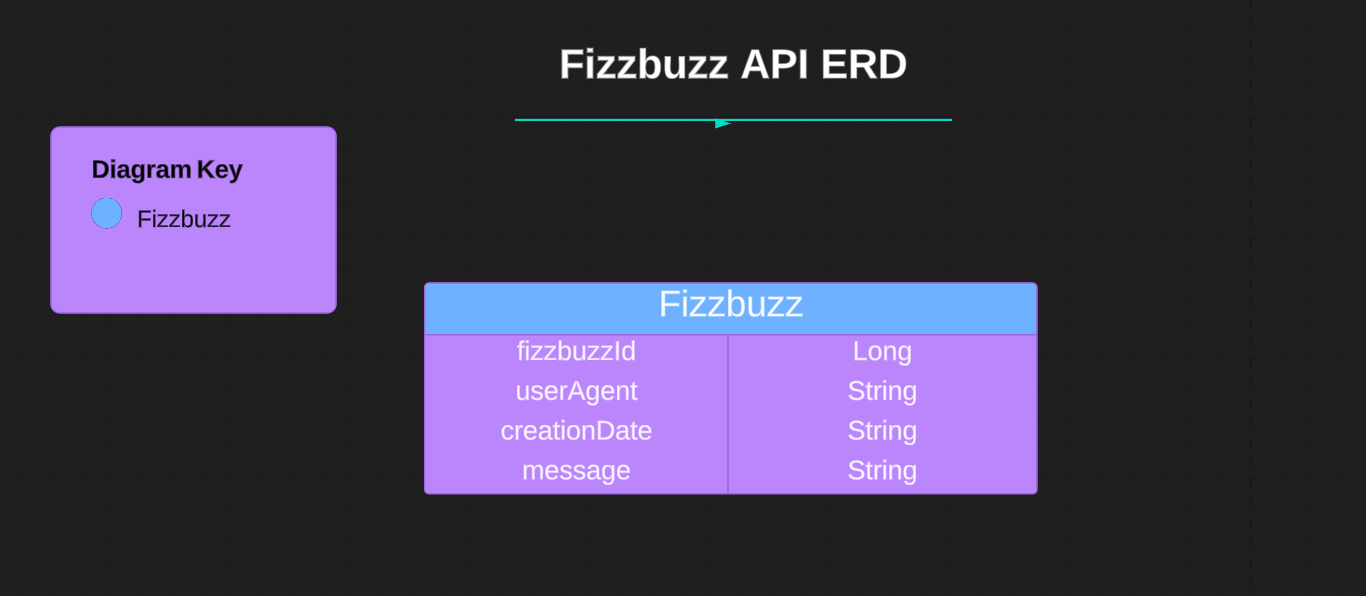 Fizzbuzz API ERD
Diagram Key
Fizzbuzz
Fizzbuzz
fizzbuzzId Long
userAgent String
creationDate String
message String